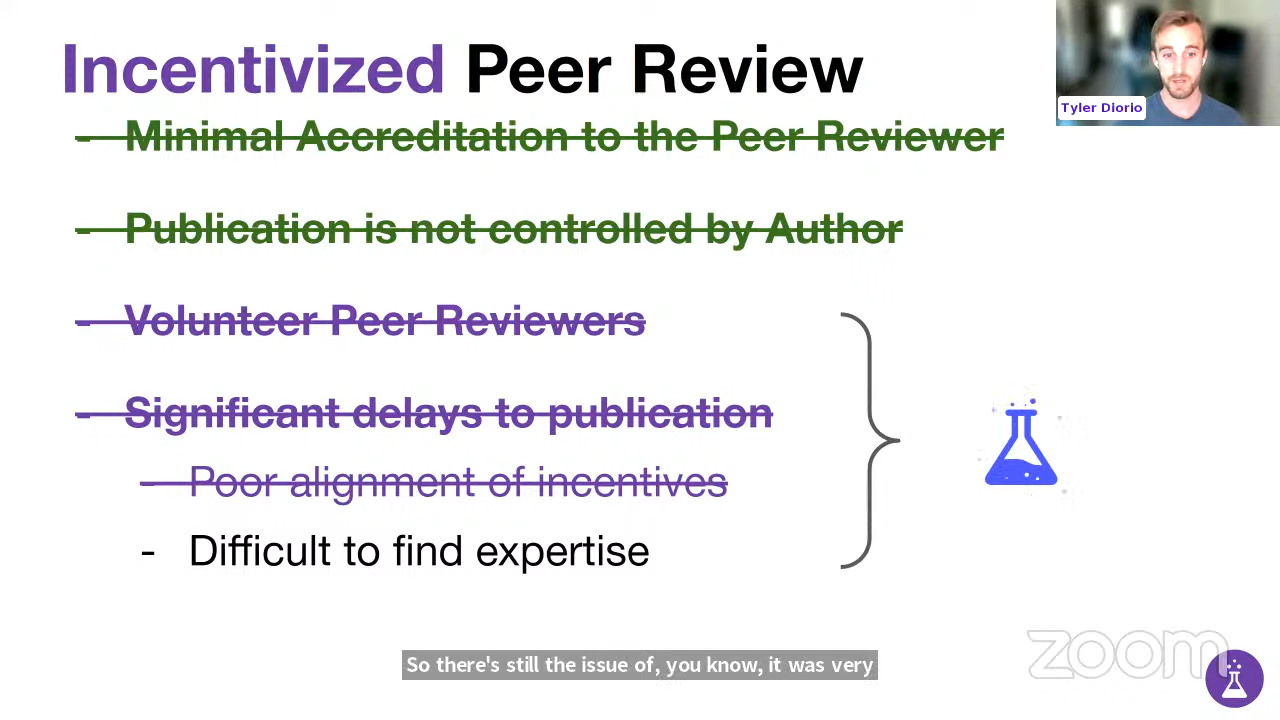 Incentivized Peer Review
Tyler Diorio
- Minimal Accreditation to the Peer Reviewer
- Publication is not controlled by Author
- Volunteer Peer Reviewers
- Significant delays to publication
- Poor alignment of incentives
- Difficult to find expertise
So there's still the issue of, you know, it was very
zoom